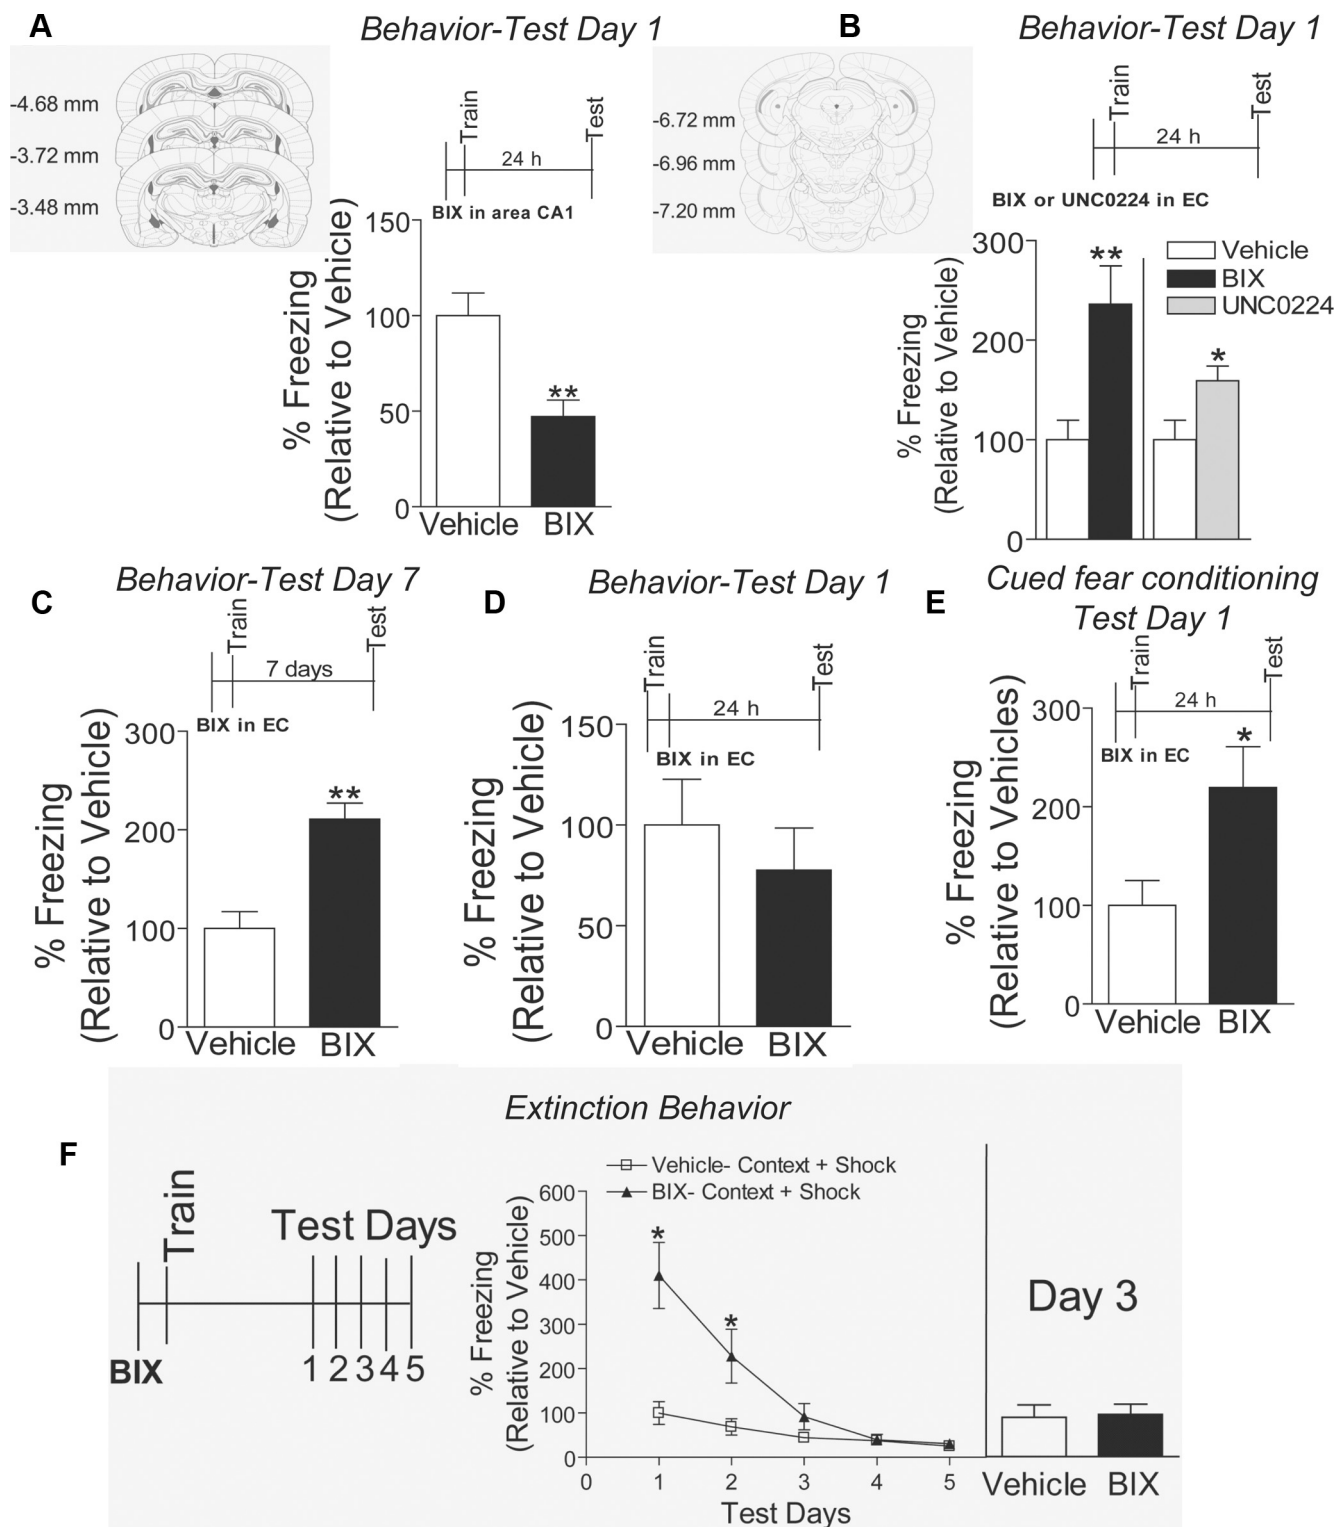 A
Behavior-Test Day 1
-4.68 mm
-3.72 mm
-3.48 mm
Train
Test
24 h
BIX in area CA1
% Freezing
(Relative to Vehicle)
150
100
50
0
**
Vehicle
BIX
B
Behavior-Test Day 1
-6.72 mm
-6.96 mm
-7.20 mm
Train
Test
24 h
BIX or UNC0224 in EC
% Freezing
(Relative to Vehicle)
300
200
100
0
**
*
Vehicle
BIX
UNC0224
C
Behavior-Test Day 7
Train
Test
7 days
BIX in EC
% Freezing
(Relative to Vehicle)
300
200
100
0
**
Vehicle
BIX
D
Behavior-Test Day 1
Train
Test
24 h
BIX in EC
% Freezing
(Relative to Vehicle)
150
100
50
0
Vehicle
BIX
E
Cued fear conditioning
Test Day 1
Train
Test
24 h
BIX in EC
% Freezing
(Relative to Vehicles)
300
200
100
0
*
Vehicle
BIX
F
Extinction Behavior
Train
Test Days
BIX
1 2 3 4 5
Vehicle- Context + Shock
BIX- Context + Shock
% Freezing
(Relative to Vehicle)
600
500
400
300
200
100
0
*
*
0 1 2 3 4 5
Test Days
Day 3
Vehicle
BIX